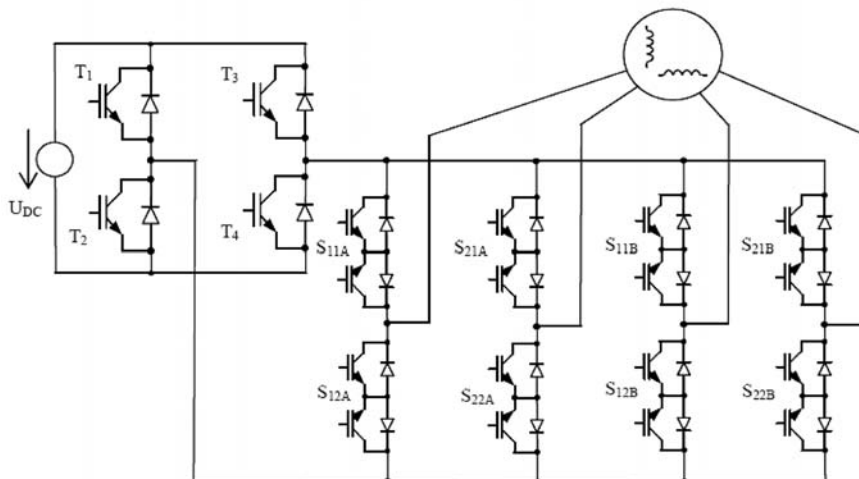 T1
T3
UDC
T2
T4
S11A
S21A
S11B
S21B
S12A
S22A
S12B
S22B